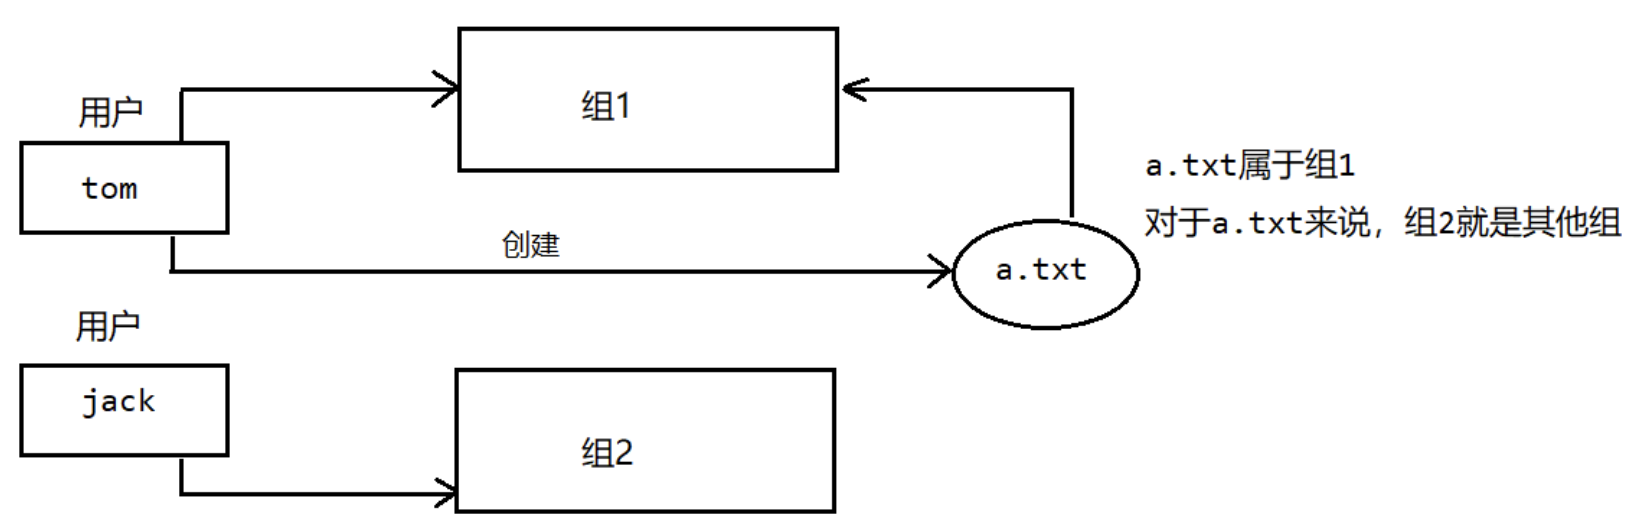 用户
组1
tom
a.txt属于组1
对于a.txt来说，组2就是其他组
创建
a.txt
用户
jack
组2